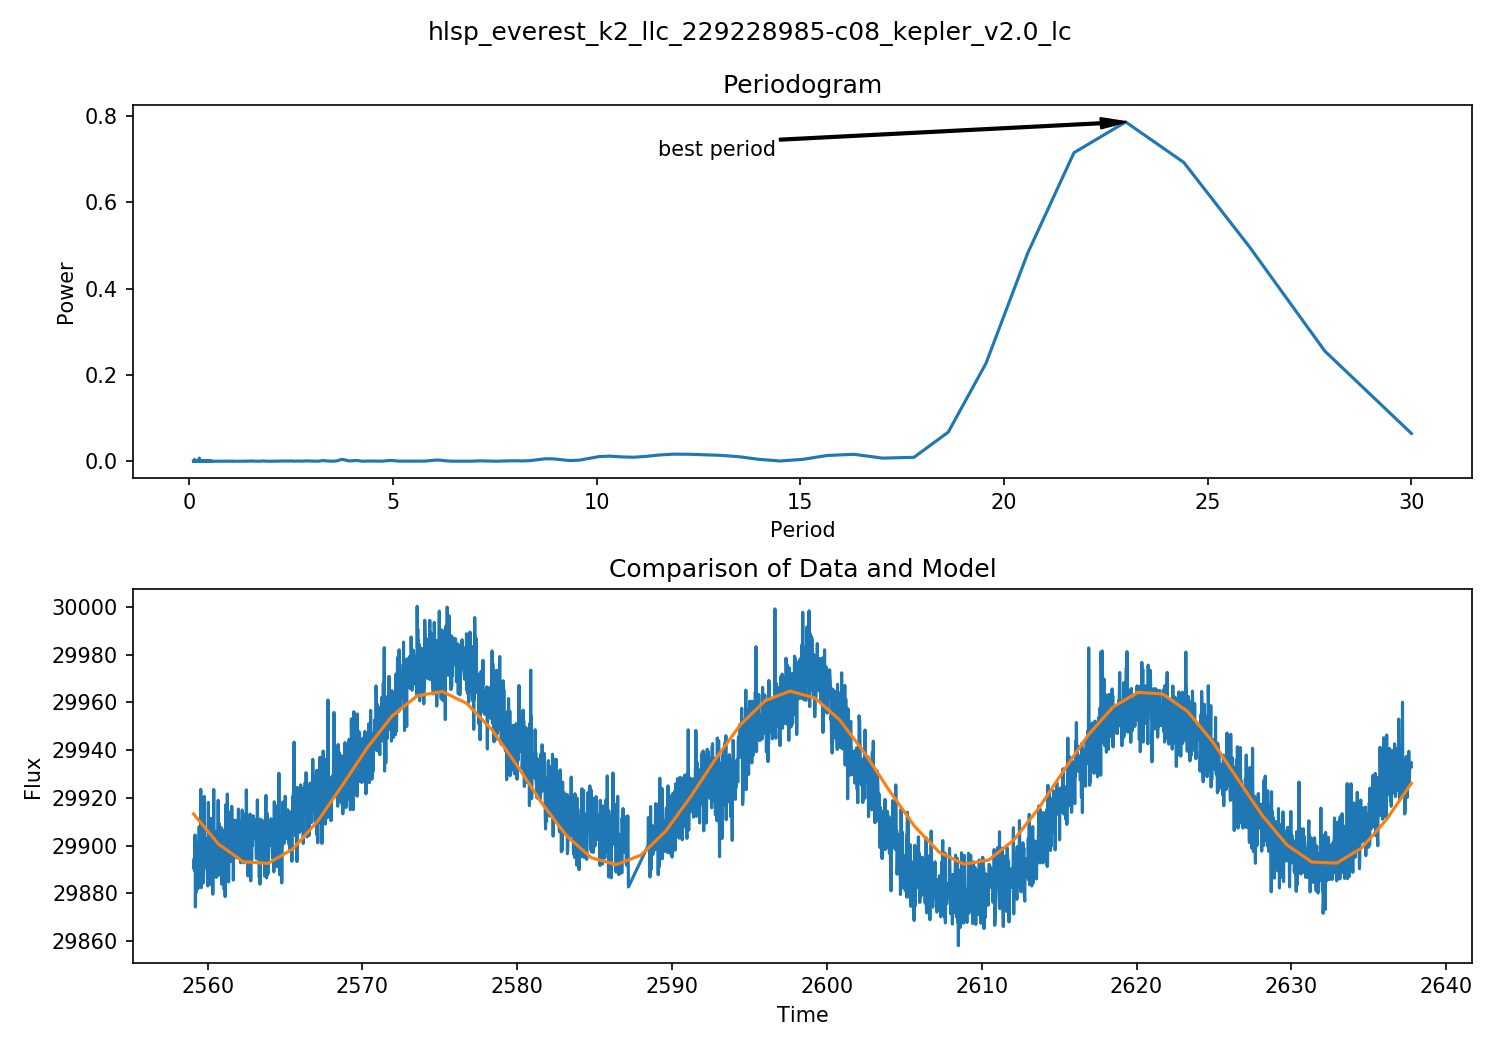 hlsp_everest_k2_llc_229228985-c08_kepler_v2.0_lc
Periodogram
0.8
best period
0.6
0.4
0.2
0.0
Power
0 5 10 15 20 25 30
Period
Comparison of Data and Model
30000
29980
29960
29940
29920
29900
29880
29860
Flux
2560 2570 2580 2590 2600 2610 2620 2630 2640
Time